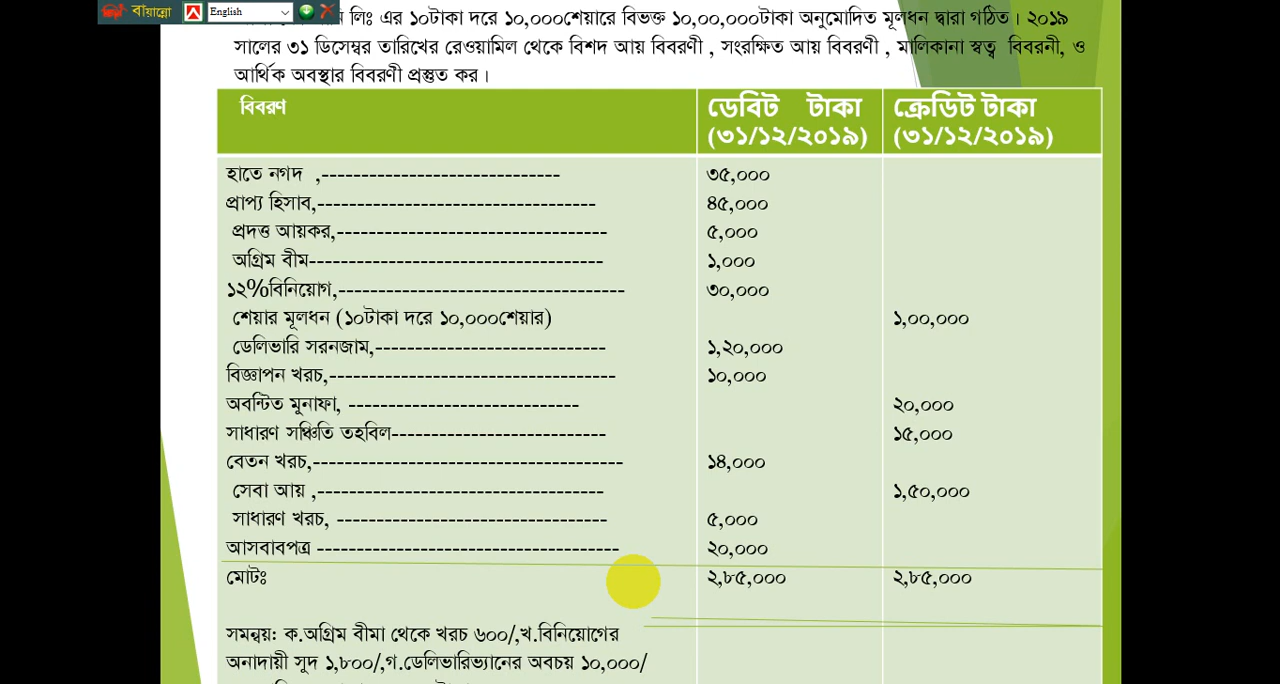 বায়ান্নো English
লিঃ এর ১০টাকা দরে ১০,০০০শেয়ারে বিভক্ত ১০,০০,০০০টাকা অনুমোদিত মূলধন দ্বারা গঠিত। ২০১৯
সালের ৩১ ডিসেম্বর তারিখের রেওয়ামিল থেকে বিশদ আয় বিবরণী , সংরক্ষিত আয় বিবরণী , মালিকানা স্বত্ব বিবরনী, ও
আর্থিক অবস্থার বিবরণী প্রস্তুত কর।
বিবরণ ডেবিট টাকা (৩১/১২/২০১৯) ক্রেডিট টাকা (৩১/১২/২০১৯)
হাতে নগদ ,------------------------------ ৩৫,০০০
প্রাপ্য হিসাব,----------------------------------- ৪৫,০০০
প্রদত্ত আয়কর,---------------------------------- ৫,০০০
অগ্রিম বীম------------------------------------- ১,০০০
১২%বিনিয়োগ,------------------------------------ ৩০,০০০
শেয়ার মূলধন (১০টাকা দরে ১০,০০০শেয়ার) ১,০০,০০০
ডেলিভারি সরনজাম,----------------------------- ১,২০,০০০
বিজ্ঞাপন খরচ,------------------------------------ ১০,০০০
অবন্টিত মুনাফা, ----------------------------- ২০,০০০
সাধারণ সঞ্চিতি তহবিল--------------------------- ১৫,০০০
বেতন খরচ,--------------------------------------- ১৪,০০০
সেবা আয় ,------------------------------------ ১,৫০,০০০
সাধারণ খরচ, ---------------------------------- ৫,০০০
আসবাবপত্র -------------------------------------- ২০,০০০
মোটঃ ২,৮৫,০০০ ২,৮৫,০০০
সমন্বয়: ক.অগ্রিম বীমা থেকে খরচ ৬০০/,খ.বিনিয়োগের
অনাদায়ী সুদ ১,৮০০/,গ.ডেলিভারিভ্যানের অবচয় ১০,০০০/